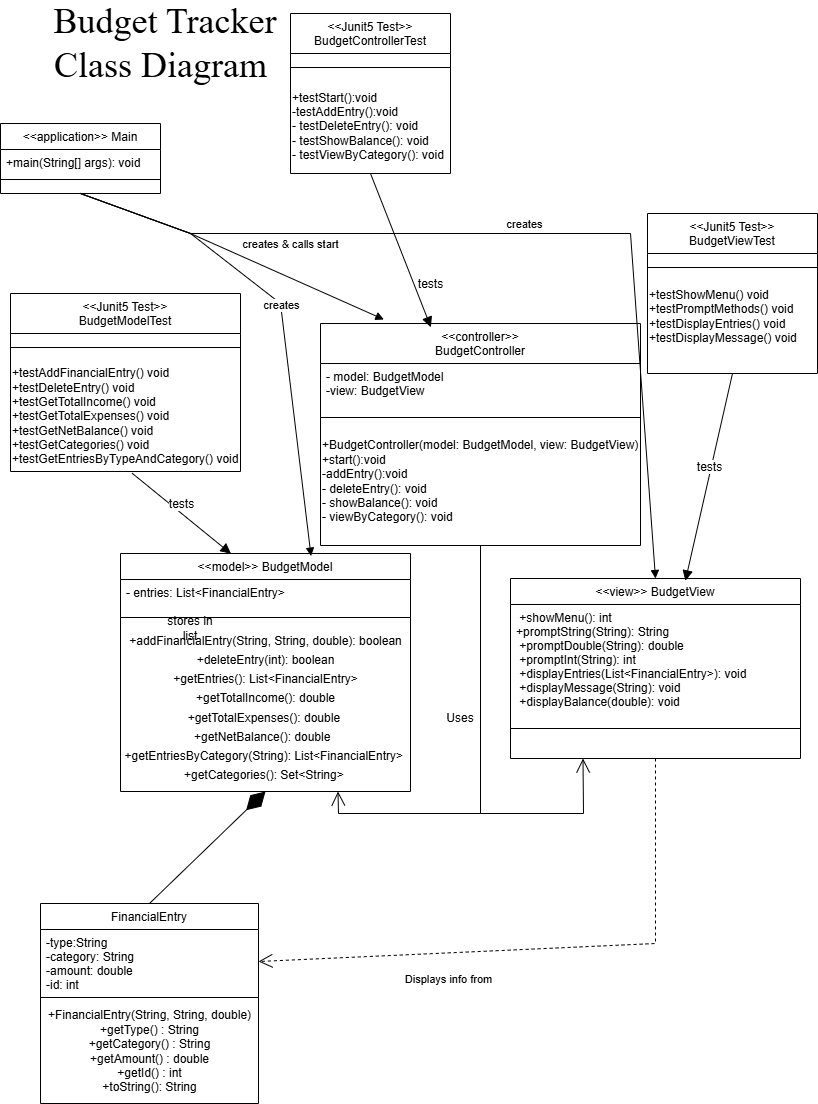 Budget Tracker
Class Diagram
<<Junit5 Test>>
BudgetControllerTest
+testStart():void
-testAddEntry():void
- testDeleteEntry(): void
- testShowBalance(): void
- testViewByCategory(): void
<<application>> Main
+main(String[] args): void
creates
creates & calls start
tests
creates
<<Junit5 Test>>
BudgetViewTest
+testShowMenu() void
+testPromptMethods() void
+testDisplayEntries() void
+testDisplayMessage() void
<<Junit5 Test>>
BudgetModelTest
+testAddFinancialEntry() void
+testDeleteEntry() void
+testGetTotalIncome() void
+testGetTotalExpenses() void
+testGetNetBalance() void
+testGetCategories() void
+testGetEntriesByTypeAndCategory() void
<<controller>>
BudgetController
- model: BudgetModel
-view: BudgetView
+BudgetController(model: BudgetModel, view: BudgetView)
+start():void
-addEntry():void
- deleteEntry(): void
- showBalance(): void
- viewByCategory(): void
tests
tests
<<model>> BudgetModel
- entries: List<FinancialEntry>
stores in
list
+addFinancialEntry(String, String, double): boolean
+deleteEntry(int): boolean
+getEntries(): List<FinancialEntry>
+getTotalIncome(): double
+getTotalExpenses(): double
+getNetBalance(): double
+getEntriesByCategory(String): List<FinancialEntry>
+getCategories(): Set<String>
<<view>> BudgetView
+showMenu(): int
+promptString(String): String
+promptDouble(String): double
+promptInt(String): int
+displayEntries(List<FinancialEntry>): void
+displayMessage(String): void
+displayBalance(double): void
Uses
FinancialEntry
-type:String
-category: String
-amount: double
-id: int
+FinancialEntry(String, String, double)
+getType() : String
+getCategory() : String
+getAmount() : double
+getId() : int
+toString(): String
Displays info from